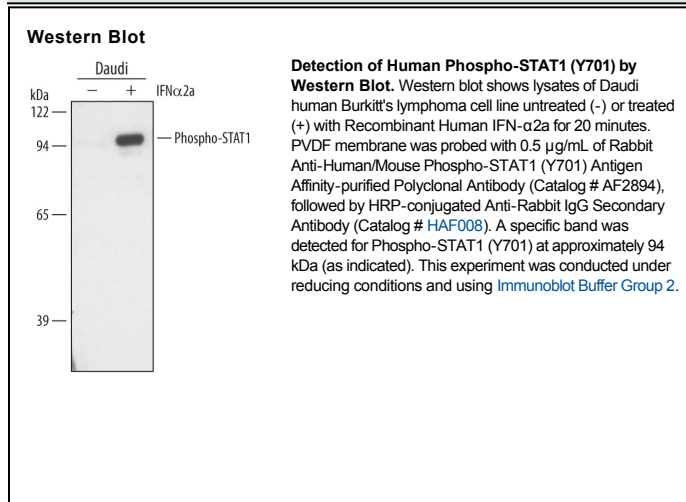 Western Blot
Daudi
kDa
− + IFNα2a
122
94
Phospho-STAT1
65
39
Detection of Human Phospho-STAT1 (Y701) by
Western Blot. Western blot shows lysates of Daudi
human Burkitt's lymphoma cell line untreated (-) or treated
(+) with Recombinant Human IFN-α2a for 20 minutes.
PVDF membrane was probed with 0.5 µg/mL of Rabbit
Anti-Human/Mouse Phospho-STAT1 (Y701) Antigen
Affinity-purified Polyclonal Antibody (Catalog # AF2894),
followed by HRP-conjugated Anti-Rabbit IgG Secondary
Antibody (Catalog # HAF008). A specific band was
detected for Phospho-STAT1 (Y701) at approximately 94
kDa (as indicated). This experiment was conducted under
reducing conditions and using Immunoblot Buffer Group 2.